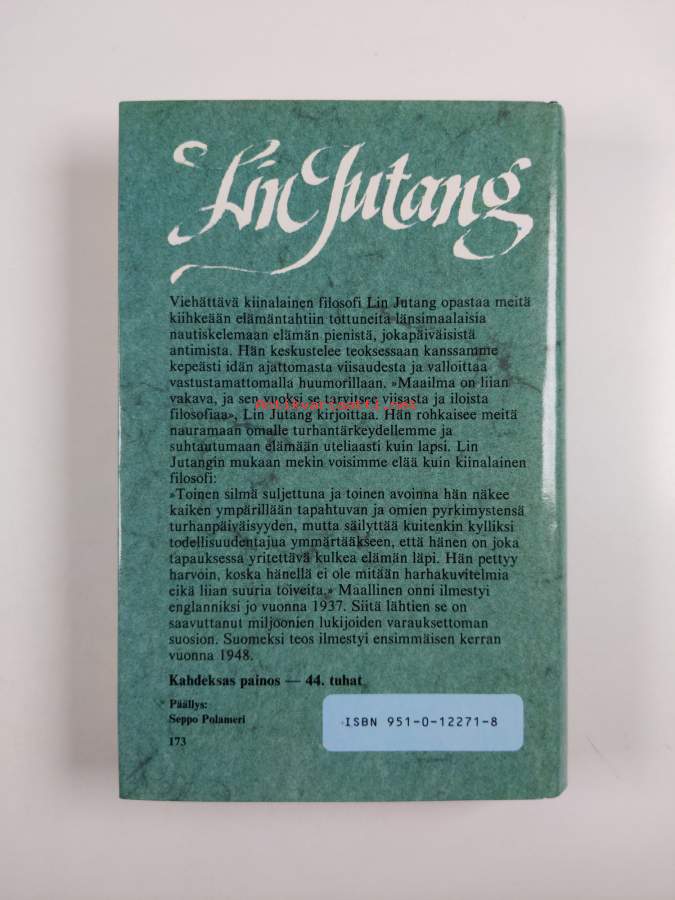 Lin Jutang
Viehättävä kiinalainen filosofi Lin Jutang opastaa meitä
kiihkeään elämäntahtiin tottuneita länsimaalaisia
nautiskelemaan elämän pienistä, jokapäiväisistä
antimista. Hän keskustelee teoksessaan kanssamme
kepeästi idän ajattomasta viisaudesta ja valloittaa
vastustamattomalla huumorillaan. »Maailma on liian
vakava, ja sen vuoksi se tarvitsee viisasta ja iloista
Antikvariaatti.net
filosofiaa», Lin Jutang kirjoittaa. Hän rohkaisee meitä
nauramaan omalle turhantärkeydellemme ja
suhtautumaan elämään uteliaasti kuin lapsi. Lin
Jutangin mukaan mekin voisimme elää kuin kiinalainen
filosofi:
»Toinen silmä suljettuna ja toinen avoinna hän näkee
kaiken ympärillään tapahtuvan ja omien pyrkimystensä
turhanpäiväisyyden, mutta säilyttää kuitenkin kylliksi
todellisuudentajua ymmärtääkseen, että hänen on joka
tapauksessa yritettävä kulkea elämän läpi. Hän pettyy
harvoin, koska hänellä ei ole mitään harhakuvitelmia
eikä liian suuria toiveita.» Maallinen onni ilmestyi
englanniksi jo vuonna 1937. Siitä lähtien se on
saavuttanut miljoonien lukijoiden varauksettoman
suosion. Suomeksi teos ilmestyi ensimmäisen kerran
vuonna 1948.
Kahdeksas painos — 44. tuhat
Päällys:
Seppo Polameri
ISBN 951-0-12271-8
173